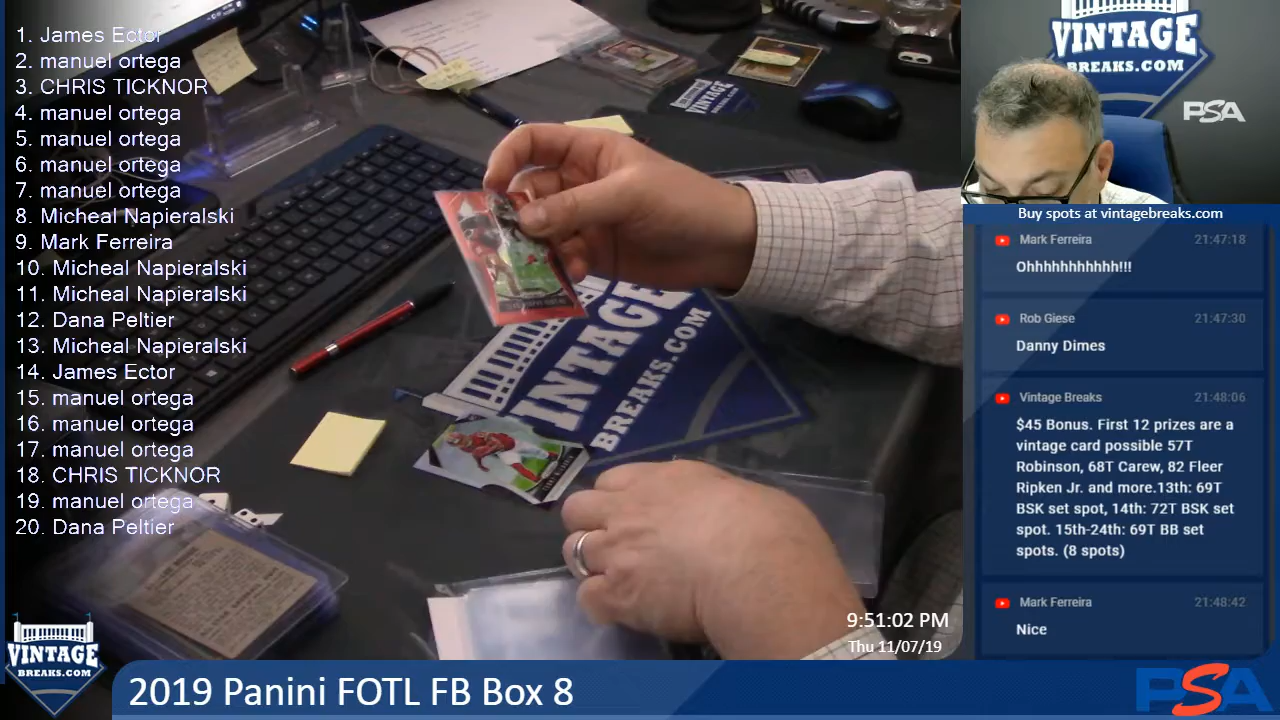 1. James Ector
2. manuel ortega
3. CHRIS TICKNOR
4. manuel ortega
5. manuel ortega
6. manuel ortega
7. manuel ortega
8. Micheal Napieralski
9. Mark Ferreira
10. Micheal Napieralski
11. Micheal Napieralski
12. Dana Peltier
13. Micheal Napieralski
14. James Ector
15. manuel ortega
16. manuel ortega
17. manuel ortega
18. CHRIS TICKNOR
19. manuel ortega
20. Dana Peltier
VINTAGE
VINTAGE
BREAKS.COM
9:51:02 PM
Thu 11/07/19
VINTAGE
BREAKS.COM
PSA
Buy spots at vintagebreaks.com
Mark Ferreira 21:47:18
Ohhhhhhhhhhh!!!
Rob Giese 21:47:30
Danny Dimes
Vintage Breaks 21:48:06
$45 Bonus. First 12 prizes are a
vintage card possible 57T
Robinson, 68T Carew, 82 Fleer
Ripken Jr. and more.13th: 69T
BSK set spot, 14th: 72T BSK set
spot. 15th-24th: 69T BB set
spots. (8 spots)
Mark Ferreira 21:48:42
Nice
VINTAGE
BREAKS.COM
2019 Panini FOTL FB Box 8
PSA